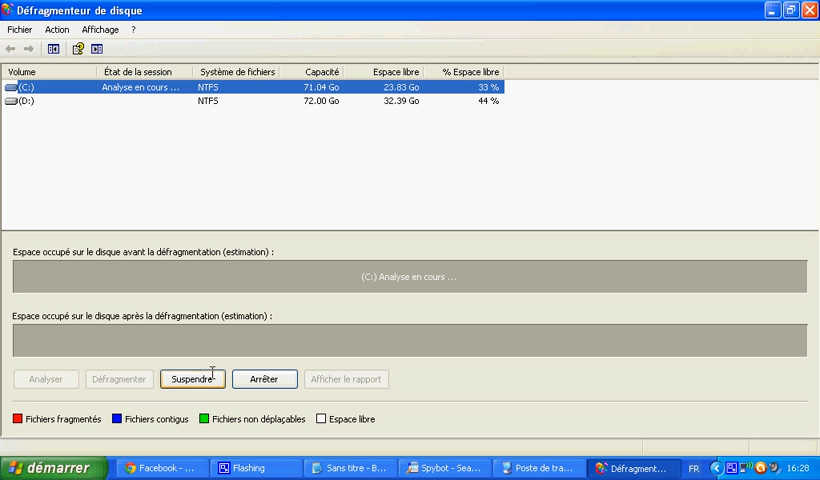 Défragmenteur de disque
Fichier Action Affichage ?
Volume État de la session Système de fichiers Capacité Espace libre % Espace libre
(C:) Analyse en cours ... NTFS 71.04 Go 23.83 Go 33 %
(D:) NTFS 72.00 Go 32.39 Go 44 %
Espace occupé sur le disque avant la défragmentation (estimation) :
(C:) Analyse en cours ...
Espace occupé sur le disque après la défragmentation (estimation) :
Analyser Défragmenter Suspendre Arrêter Afficher le rapport
Fichiers fragmentés Fichiers contigus Fichiers non déplaçables Espace libre
démarrer Facebook - ... Flashing Sans titre - B... Spybot - Sea... Poste de tra... Défragment... FR 16:28